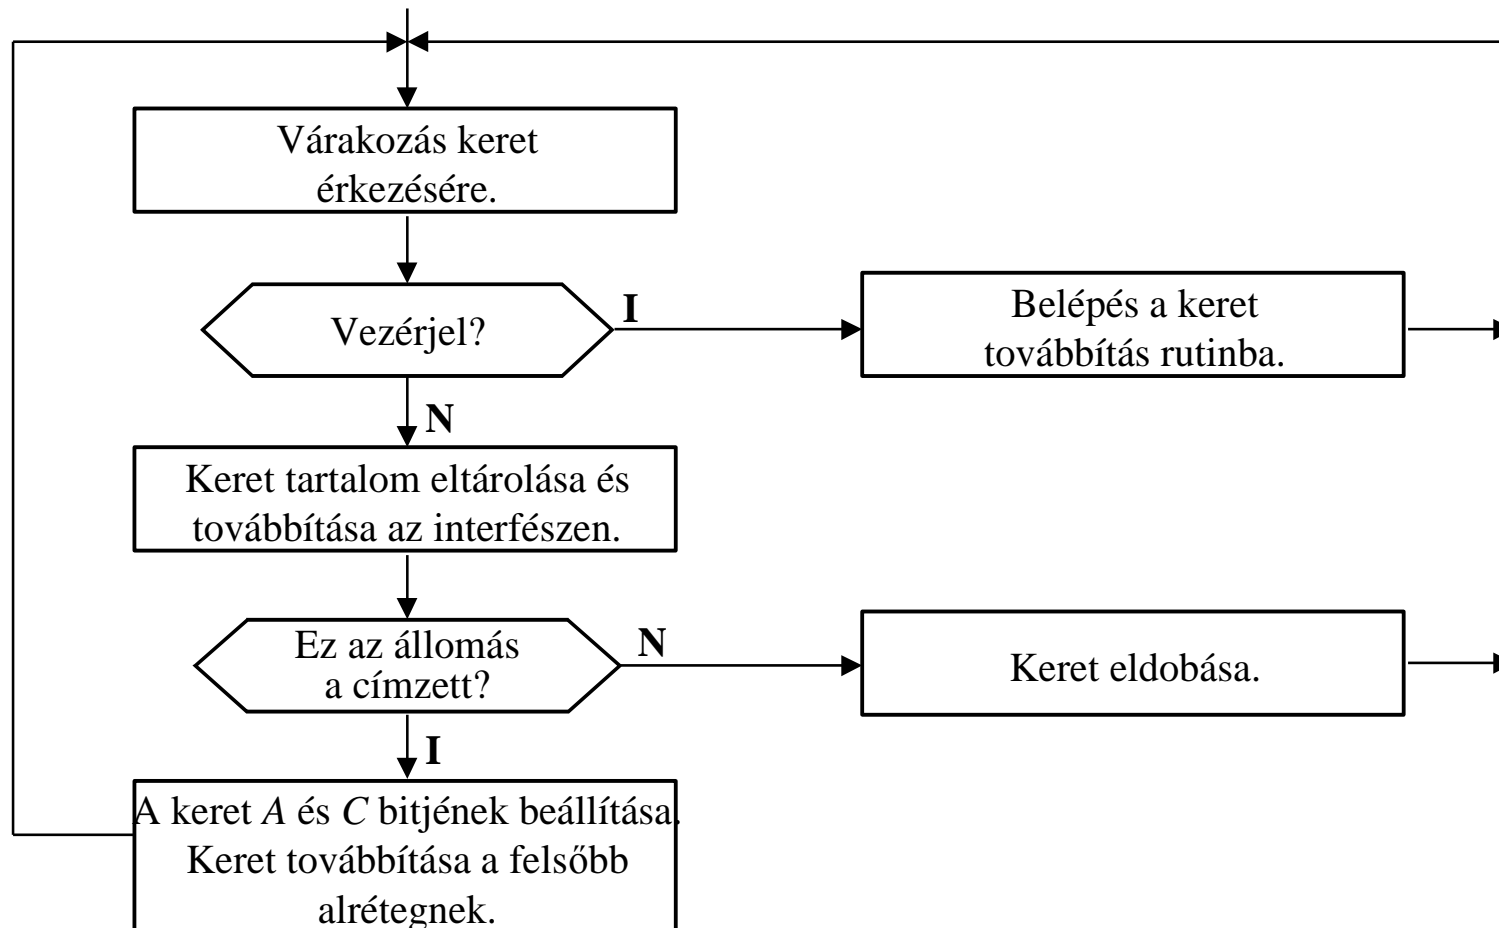 Várakozás keret
érkezésére.
Vezérjel?
I
Belépés a keret
továbbítás rutinba.
N
Keret tartalom eltárolása és
továbbítása az interfészen.
Ez az állomás
a címzett?
N
Keret eldobása.
I
A keret A és C bitjének beállítása.
Keret továbbítása a felsőbb
alrétegnek.